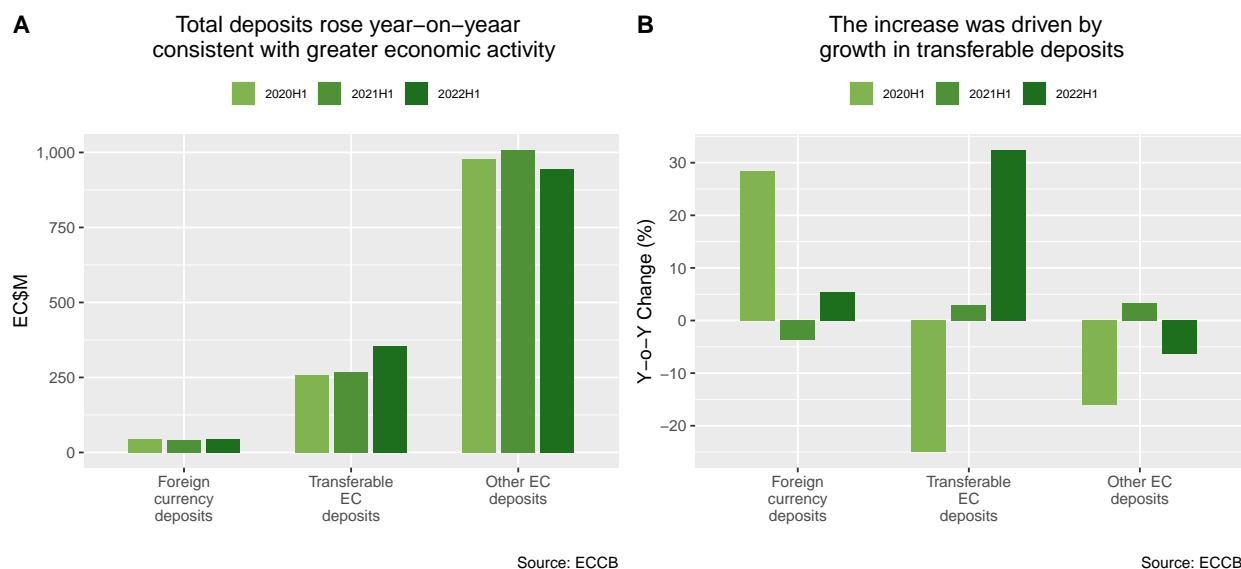 A
Total deposits rose year−on−yeaar
consistent with greater economic activity
2020H1 2021H1 2022H1
EC$M
1,000
750
500
250
0
Foreign
currency
deposits
Transferable
EC
deposits
Other EC
deposits
Source: ECCB
B
The increase was driven by
growth in transferable deposits
2020H1 2021H1 2022H1
Y−o−Y Change (%)
30
20
10
0
−10
−20
Foreign
currency deposits
Transferable
EC
deposits
Other EC
deposits
Source: ECCB